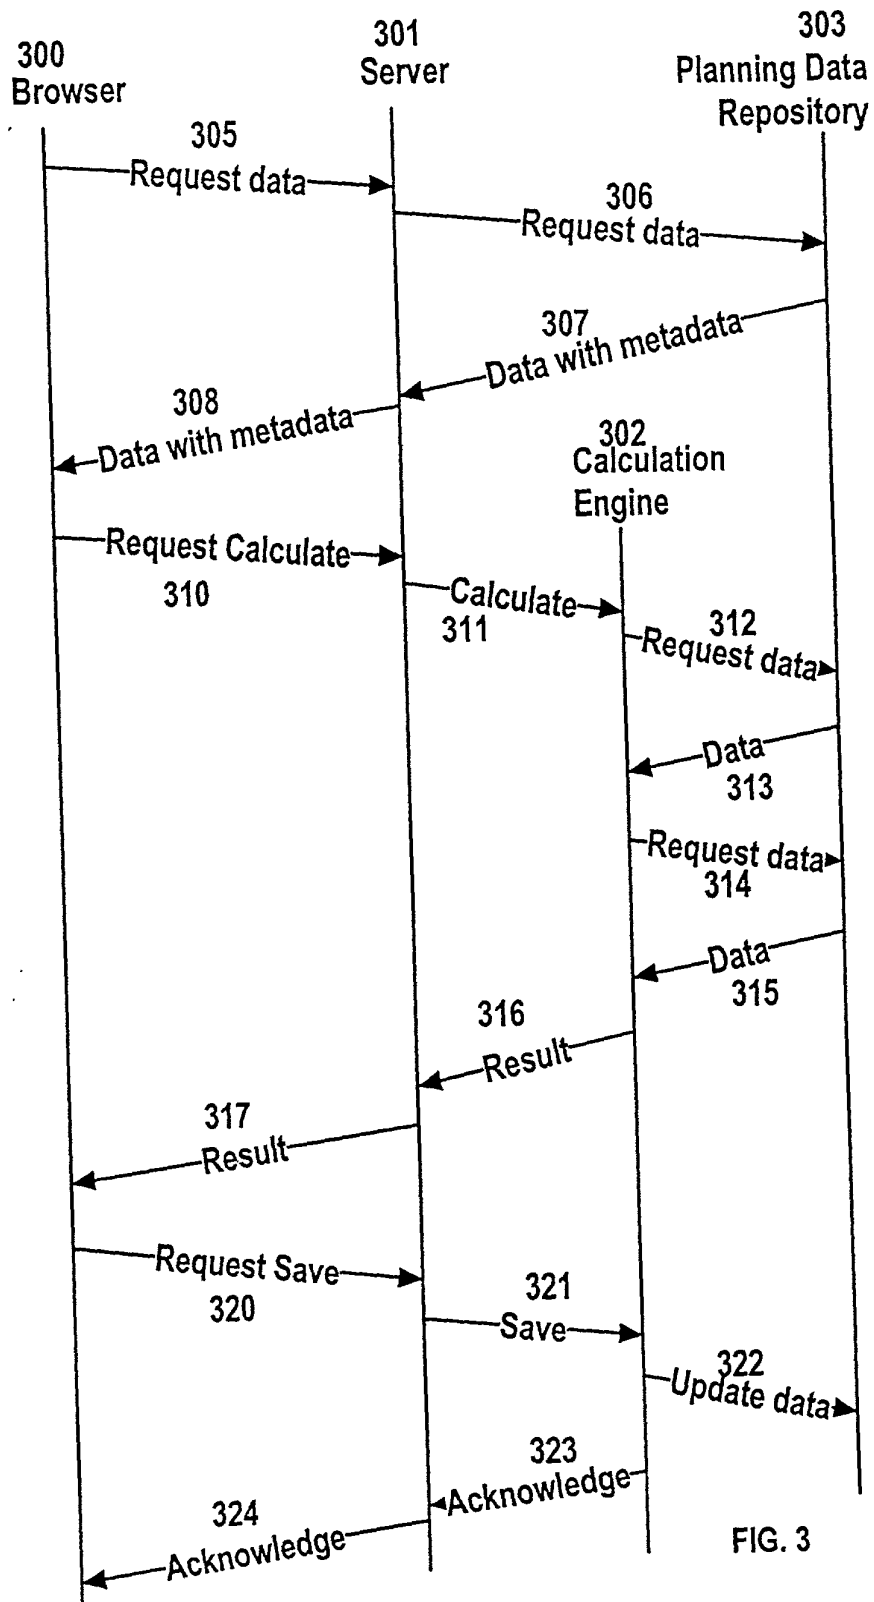 300
Browser
301
Server
303
Planning Data
Repository
305
Request data
306
Request data
307
Data with metadata
308
Data with metadata
302
Calculation
Engine
Request Calculate
310
Calculate
311
312
Request data
Data
313
Request data
314
Data
315
316
Result
317
Result
Request Save
320
321
Save
322
Update data
323
Acknowledge
324
Acknowledge
FIG. 3